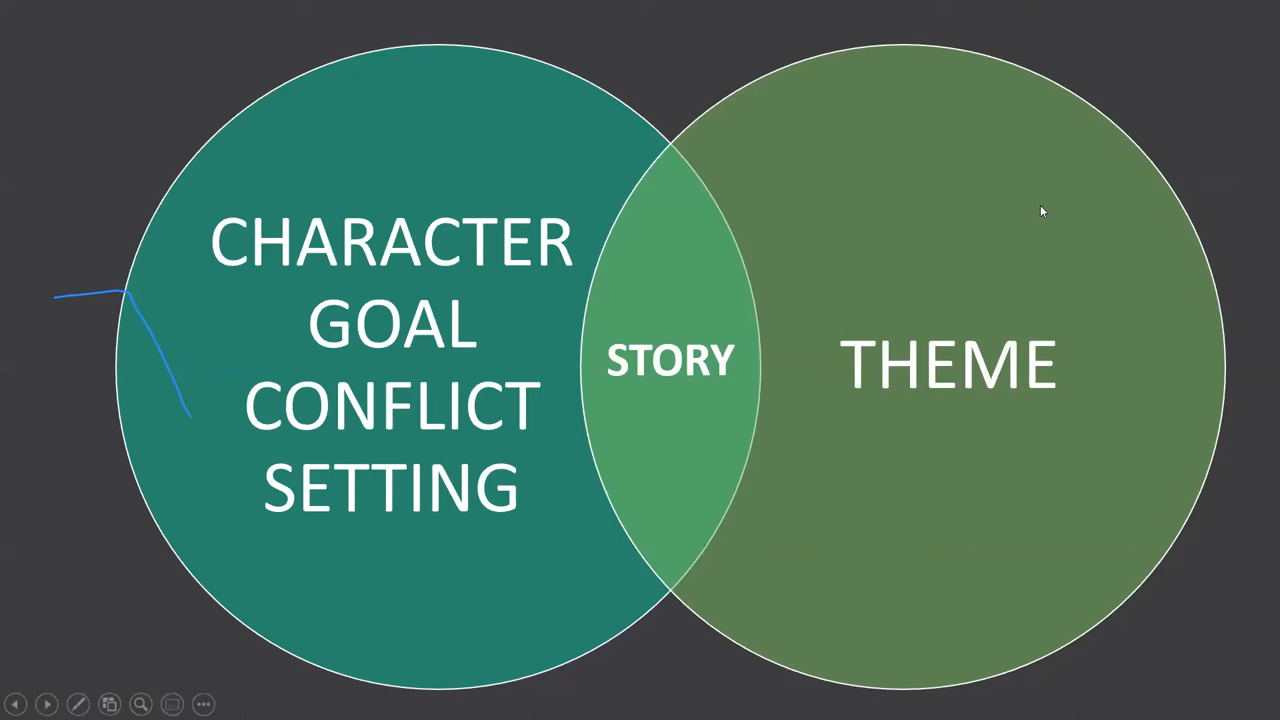 CHARACTER
GOAL
CONFLICT
SETTING
STORY
THEME